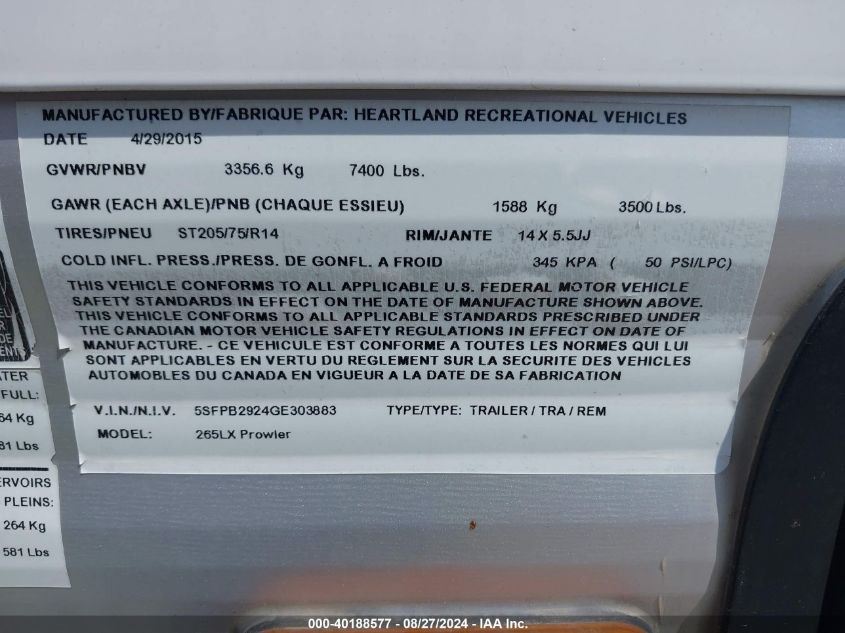 MANUFACTURED BY/FABRIQUE PAR: HEARTLAND RECREATIONAL VEHICLES
DATE 4/29/2015
GVWR/PNBV 3356.6 Kg 7400 Lbs.
GAWR (EACH AXLE)/PNB (CHAQUE ESSIEU) 1588 Kg 3500 Lbs.
TIRES/PNEU ST205/75/R14 RIM/JANTE 14 X 5.5JJ
COLD INFL. PRESS./PRESS. DE GONFL. A FROID 345 KPA ( 50 PSI/LPC)
THIS VEHICLE CONFORMS TO ALL APPLICABLE U.S. FEDERAL MOTOR VEHICLE
SAFETY STANDARDS IN EFFECT ON THE DATE OF MANUFACTURE SHOWN ABOVE.
THIS VEHICLE CONFORMS TO ALL APPLICABLE STANDARDS PRESCRIBED UNDER
THE CANADIAN MOTOR VEHICLE SAFETY REGULATIONS IN EFFECT ON DATE OF
MANUFACTURE. - CE VEHICULE EST CONFORME A TOUTES LES NORMES QUI LUI
SONT APPLICABLES EN VERTU DU REGLEMENT SUR LA SECURITE DES VEHICLES
AUTOMOBILES DU CANADA EN VIGUEUR A LA DATE DE SA FABRICATION
V.I.N./N.I.V. 5SFPB2924GE303883 TYPE/TYPE: TRAILER / TRA / REM
MODEL: 265LX Prowler
FULL:
64 Kg
81 Lbs
ERVOIRS
PLEINS:
264 Kg
581 Lbs
000-40188577 - 08/27/2024 - IAA Inc.